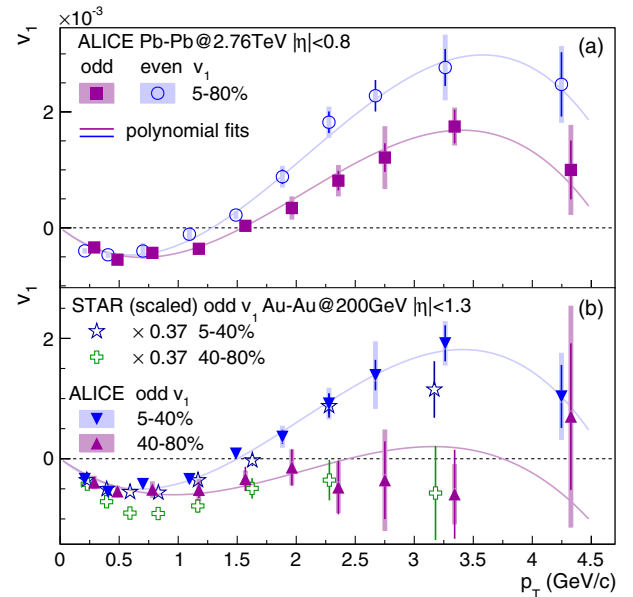 ×10⁻³
v₁
ALICE Pb-Pb@2.76TeV |η|<0.8
(a)
odd even v₁
5-80%
polynomial fits
2
0
v₁
STAR (scaled) odd v₁ Au-Au@200GeV |η|<1.3
(b)
× 0.37 5-40%
× 0.37 40-80%
ALICE odd v₁
5-40%
40-80%
2
0
0 0.5 1 1.5 2 2.5 3 3.5 4 4.5
p_T (GeV/c)